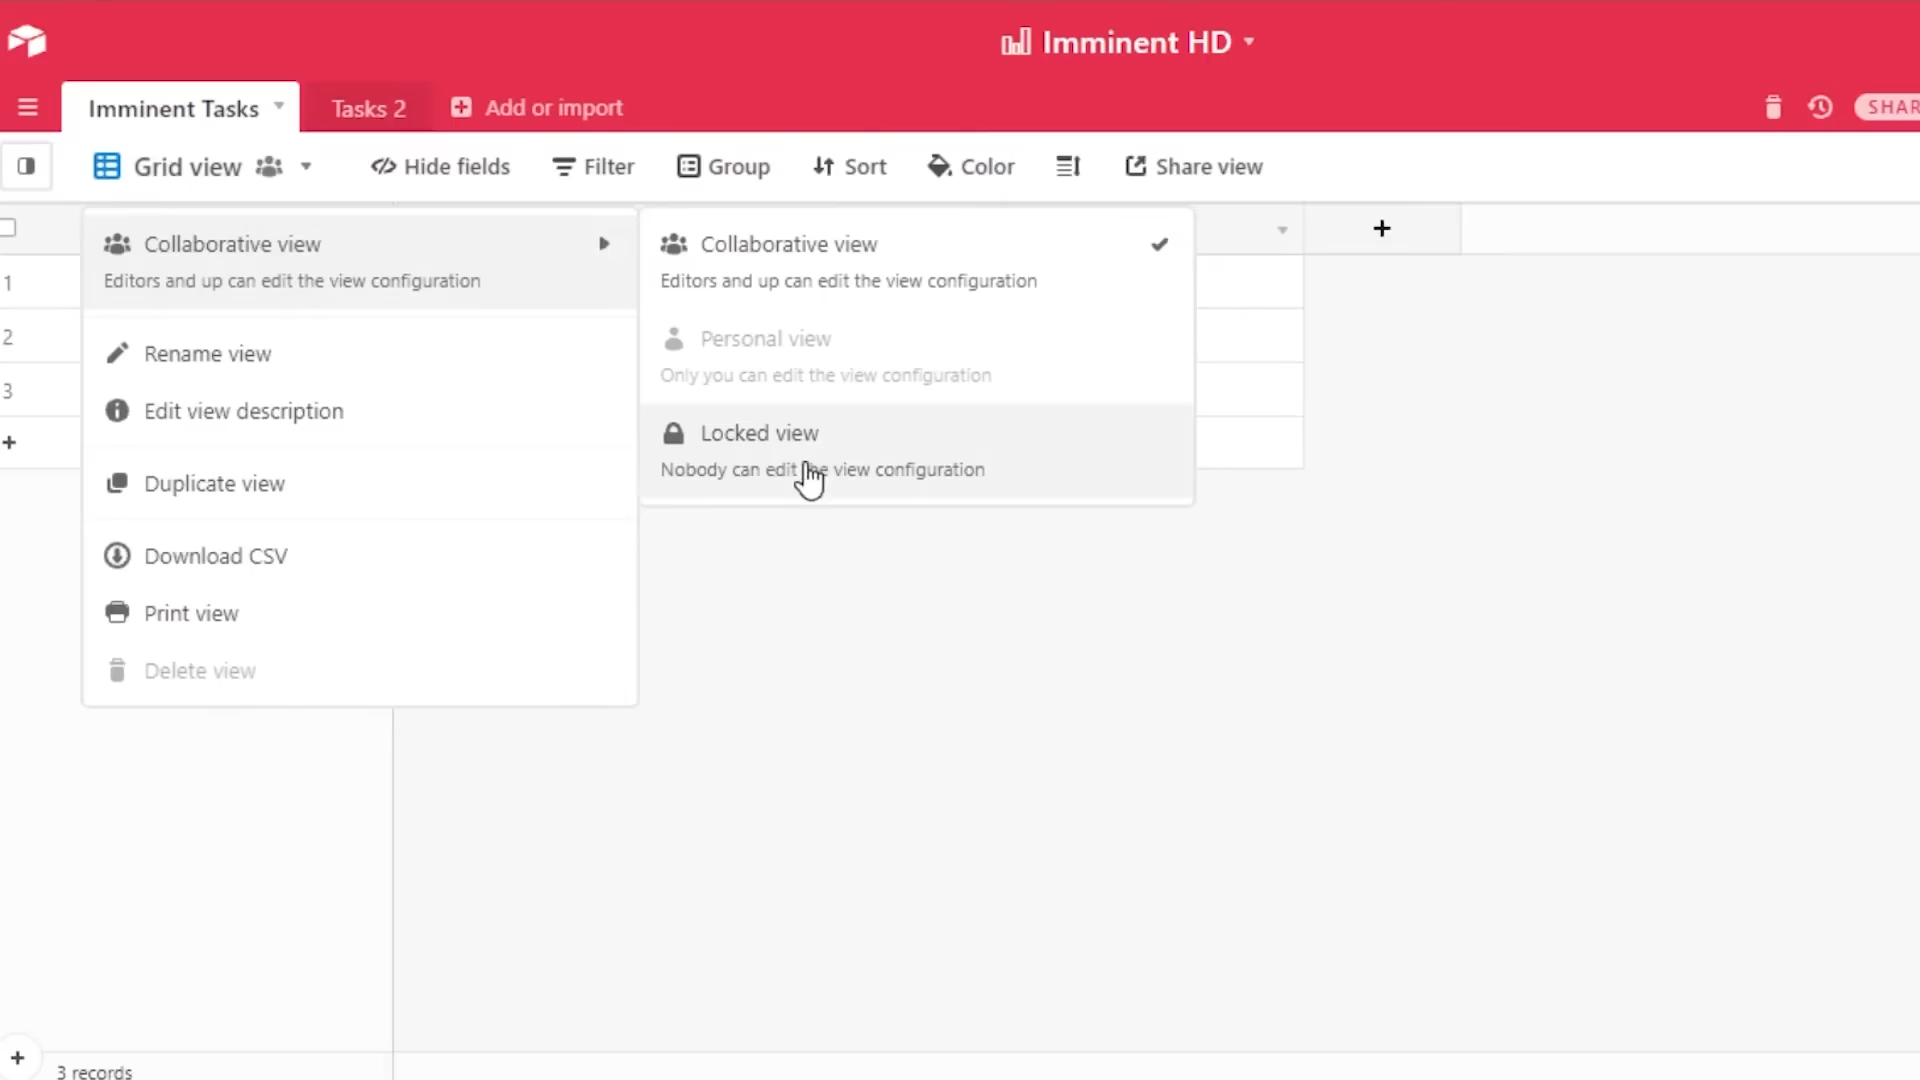 Imminent HD
Imminent Tasks
Tasks 2
Add or import
SHAR
Grid view
Hide fields
Filter
Group
Sort
Color
Share view
Collaborative view
Editors and up can edit the view configuration
Rename view
Edit view description
Duplicate view
Download CSV
Print view
Delete view
Collaborative view
Editors and up can edit the view configuration
Personal view
Only you can edit the view configuration
Locked view
Nobody can edit the view configuration
1
2
3
3 records